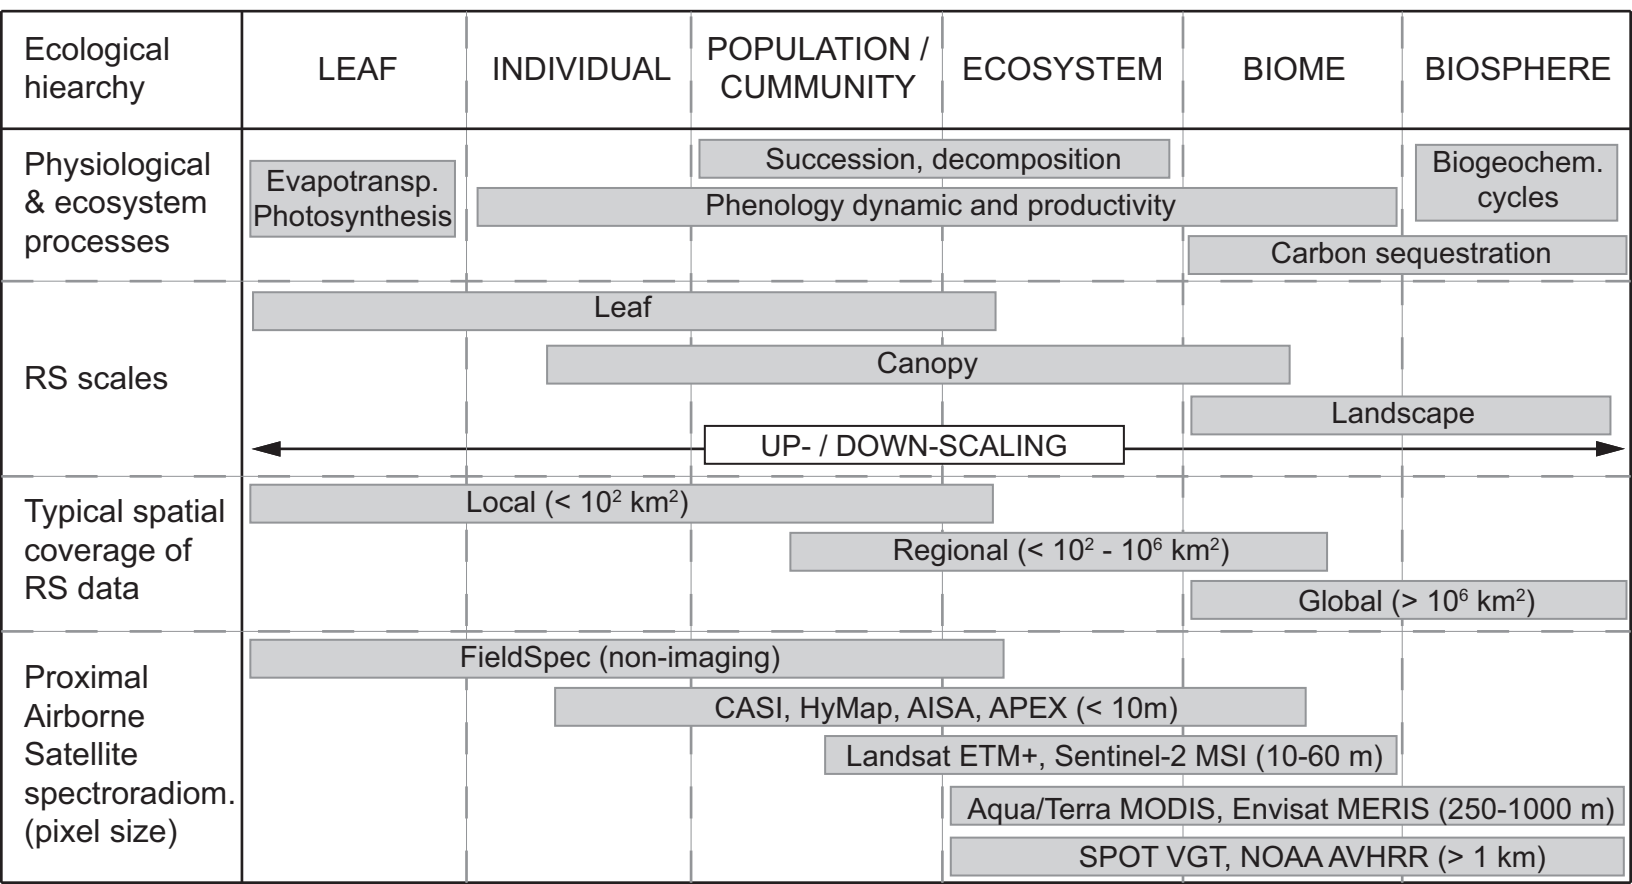 Ecological
hiearchy
LEAF
INDIVIDUAL
POPULATION /
CUMMUNITY
ECOSYSTEM
BIOME
BIOSPHERE
Physiological
& ecosystem
processes
Evapotransp.
Photosynthesis
Succession, decomposition
Phenology dynamic and productivity
Biogeochem.
cycles
Carbon sequestration
RS scales
Leaf
Canopy
Landscape
UP- / DOWN-SCALING
Typical spatial
coverage of
RS data
Local (< 10² km²)
Regional (< 10² - 10⁶ km²)
Global (> 10⁶ km²)
Proximal
Airborne
Satellite
spectroradiom.
(pixel size)
FieldSpec (non-imaging)
CASI, HyMap, AISA, APEX (< 10m)
Landsat ETM+, Sentinel-2 MSI (10-60 m)
Aqua/Terra MODIS, Envisat MERIS (250-1000 m)
SPOT VGT, NOAA AVHRR (> 1 km)